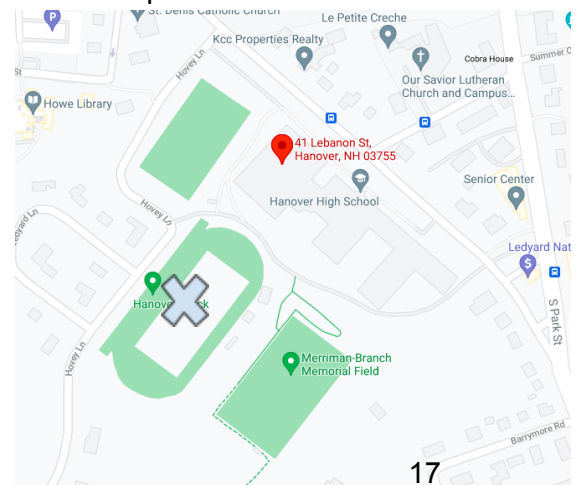 St. Denis Catholic Church
Le Petite Creche
P
Kcc Properties Realty
Hovey Ln
Cobra House
Summer
St
Our Savior Lutheran
Church and Campus...
Howe Library
41 Lebanon St,
Hanover, NH 03755
Hanover High School
Senior Center
Hovey Ln
Ledyard Nat
$
S Park St
Merriman-Branch
Memorial Field
Hovey Ln
Barrymore Rd
17